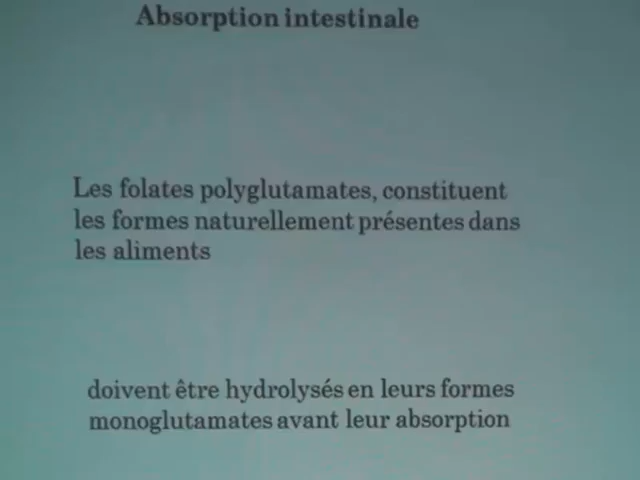 Absorption intestinale
Les folates polyglutamates, constituent
les formes naturellement présentes dans
les aliments
doivent être hydrolysés en leurs formes
monoglutamates avant leur absorption